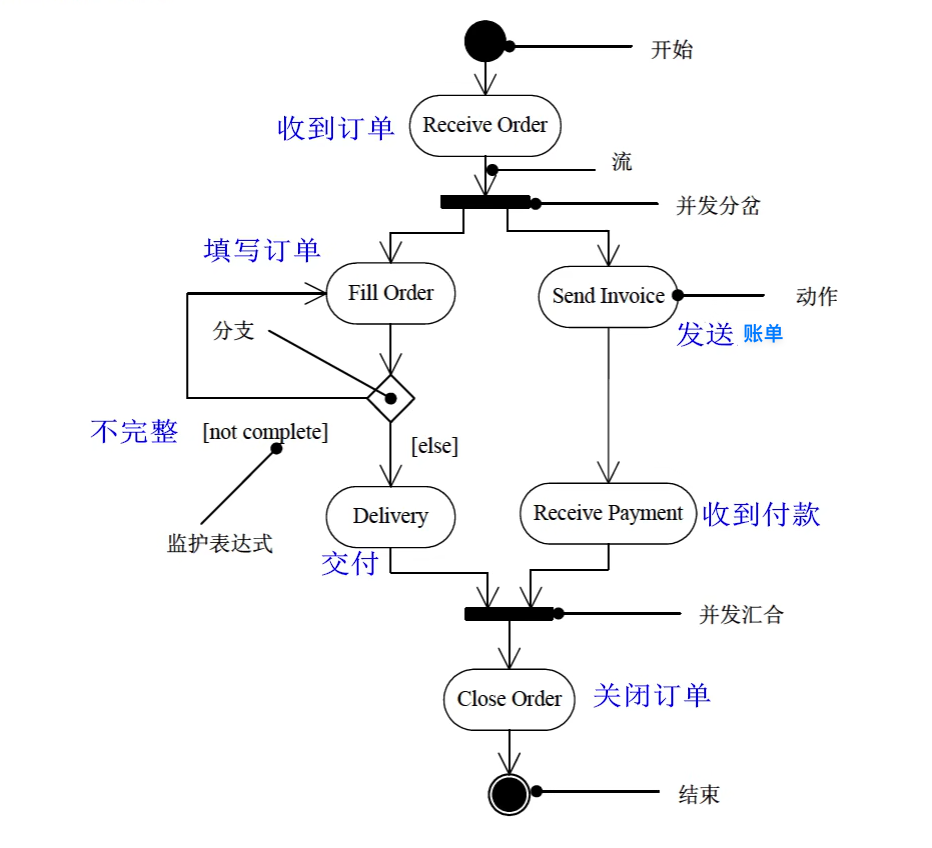 开始
收到订单 Receive Order
流
并发分岔
填写订单
Fill Order
Send Invoice 动作
分支
发送 账单
不完整 [not complete]
[else]
Delivery
Receive Payment 收到付款
监护表达式
交付
并发汇合
Close Order 关闭订单
结束